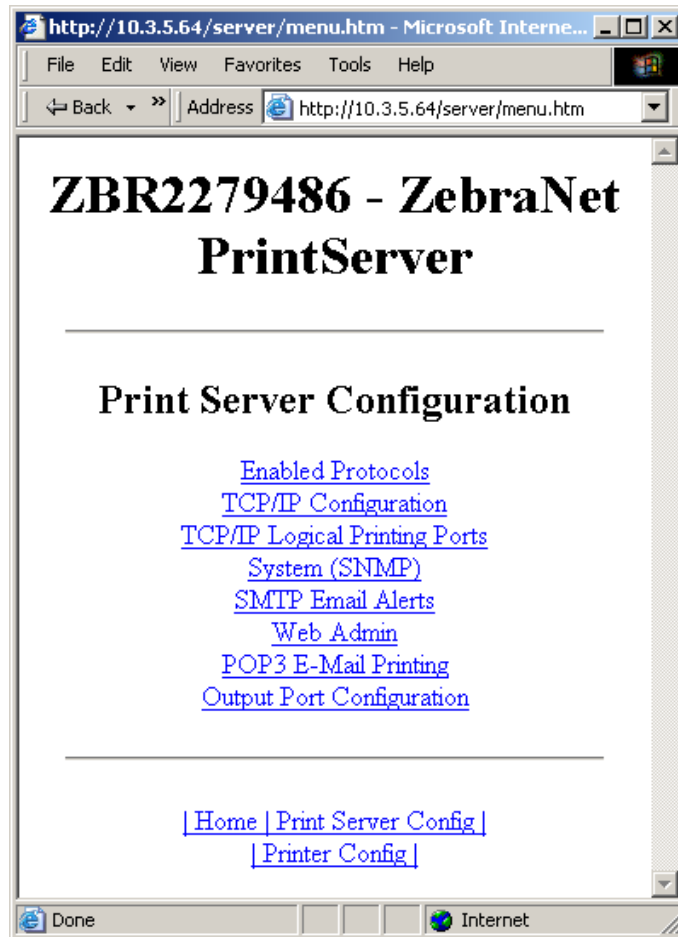 http://10.3.5.64/server/menu.htm - Microsoft Interne...
File Edit View Favorites Tools Help
Back » Address http://10.3.5.64/server/menu.htm
ZBR2279486 - ZebraNet
PrintServer
Print Server Configuration
Enabled Protocols
TCP/IP Configuration
TCP/IP Logical Printing Ports
System (SNMP)
SMTP Email Alerts
Web Admin
POP3 E-Mail Printing
Output Port Configuration
| Home | Print Server Config |
| Printer Config |
Done Internet